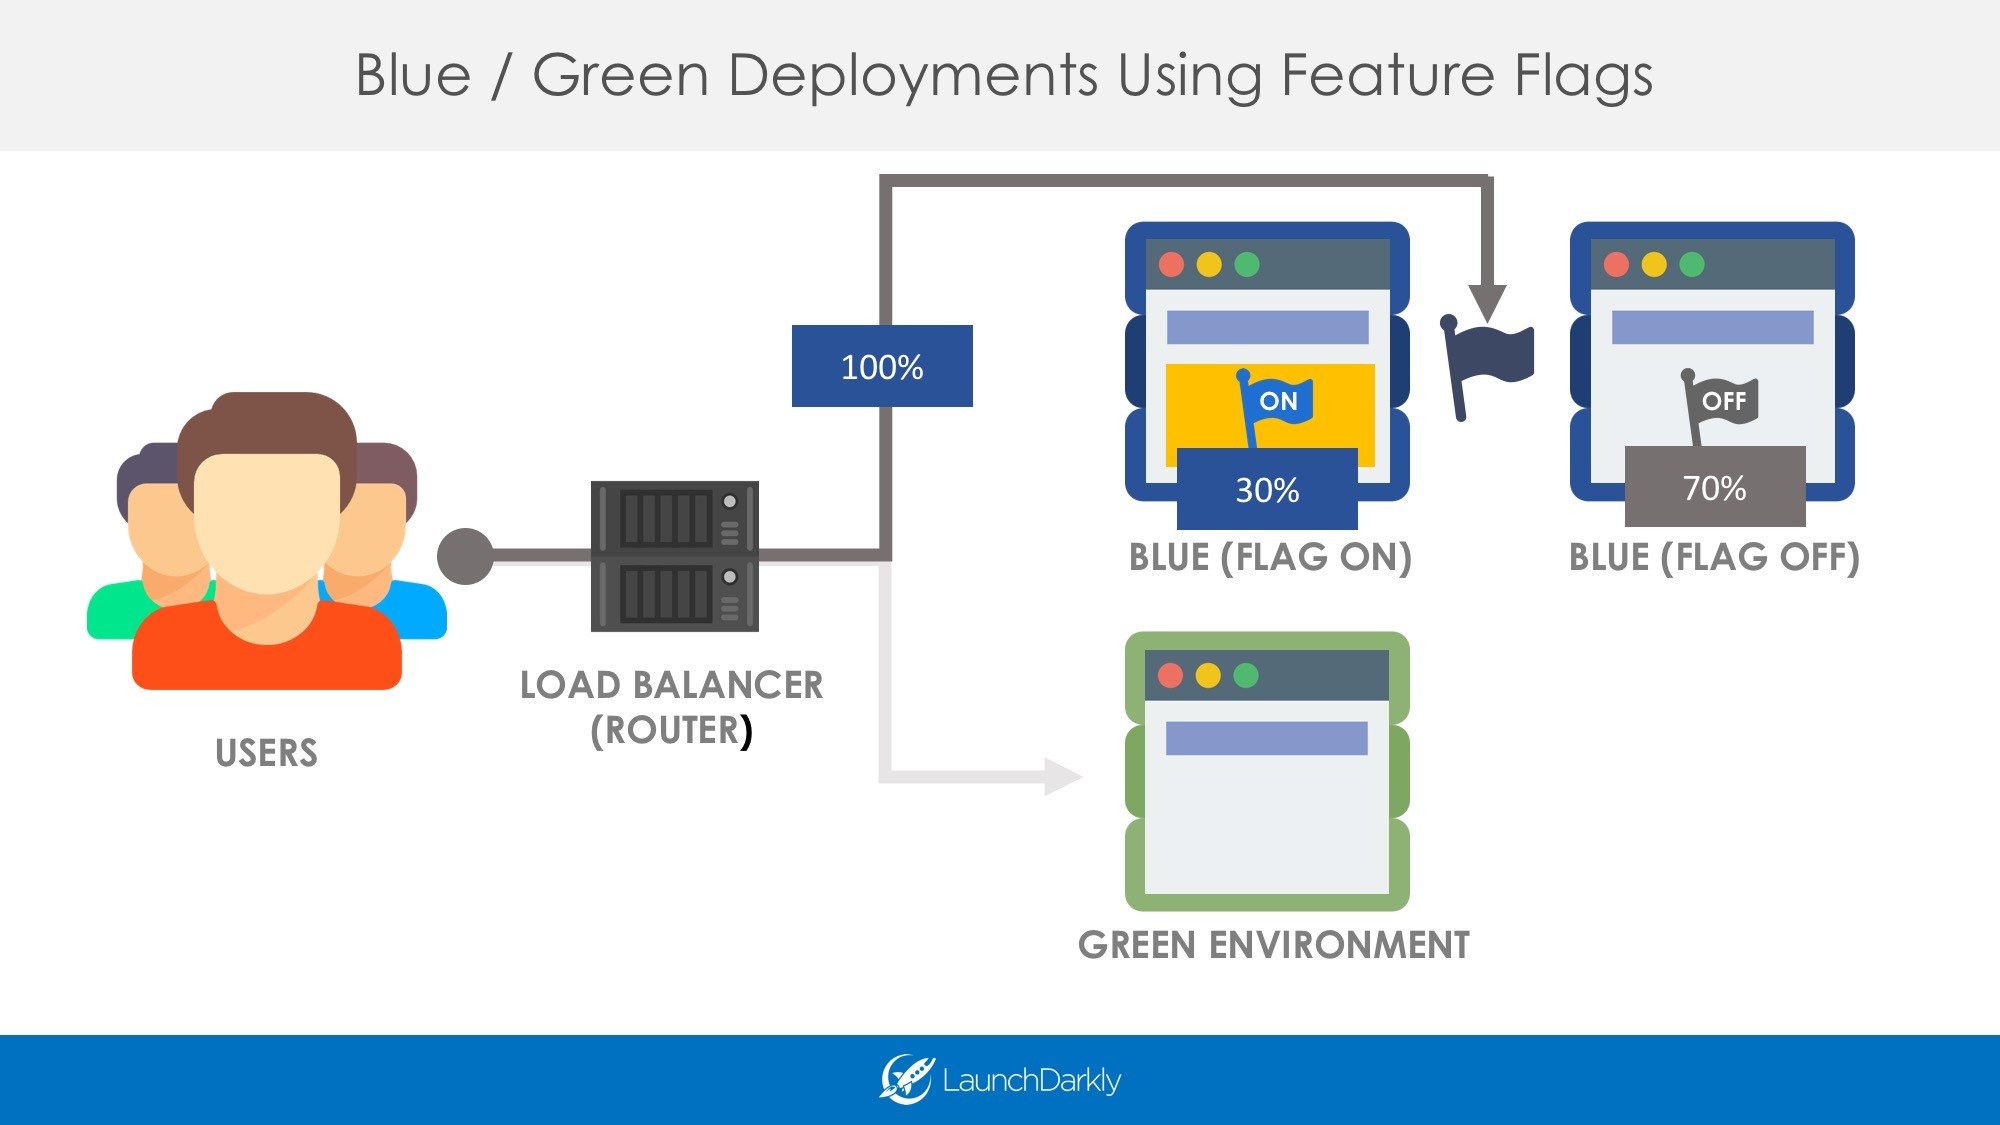 Blue / Green Deployments Using Feature Flags
100%
ON
30%
BLUE (FLAG ON)
OFF
70%
BLUE (FLAG OFF)
LOAD BALANCER
(ROUTER)
USERS
GREEN ENVIRONMENT
LaunchDarkly